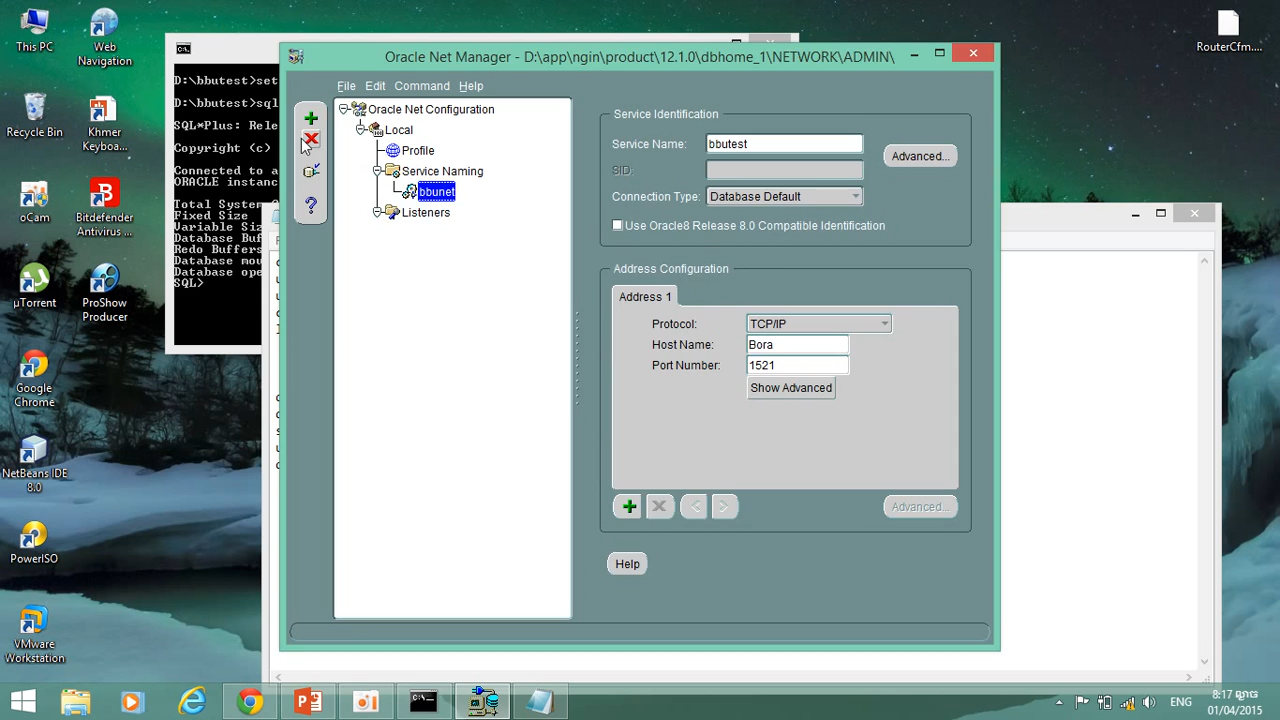 This PC
Web
Navigation
Recycle Bin
Khmer
Keyboa...
oCam
Bitdefender
Antivirus ...
µTorrent
ProShow
Producer
Google
Chrome
NetBeans IDE
8.0
PowerISO
VMware
Workstation
RouterCfm....
D:\bbutest>set
D:\bbutest>sql
SQL*Plus: Rele
Copyright (c)
Connected to a
ORACLE instanc
Total System G
Fixed Size
Variable Siz
Database Buf
Redo Buffers
Database mou
Database ope
SQL>
Oracle Net Manager - D:\app\ngin\product\12.1.0\dbhome_1\NETWORK\ADMIN\
File Edit Command Help
Oracle Net Configuration
Local
Profile
Service Naming
bbunet
Listeners
Service Identification
Service Name: bbutest
Advanced...
SID:
Connection Type: Database Default
Use Oracle8 Release 8.0 Compatible Identification
Address Configuration
Address 1
Protocol: TCP/IP
Host Name: Bora
Port Number: 1521
Show Advanced
Advanced...
Help
ENG
8:17
01/04/2015